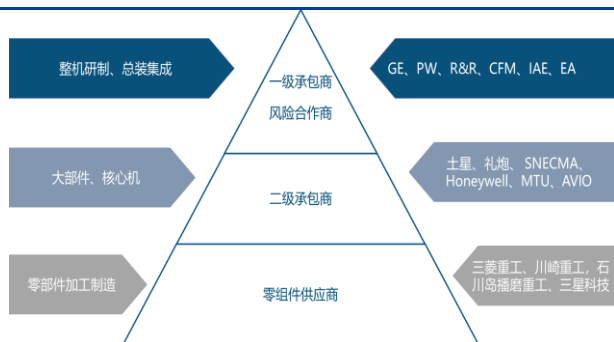 整机研制、总装集成
一级承包商
风险合作商
GE、PW、R&R、CFM、IAE、EA
大部件、核心机
二级承包商
土星、礼炮、 SNECMA、
Honeywell、MTU、AVIO
零部件加工制造
零组件供应商
三菱重工、川崎重工，石
川岛播磨重工、三星科技